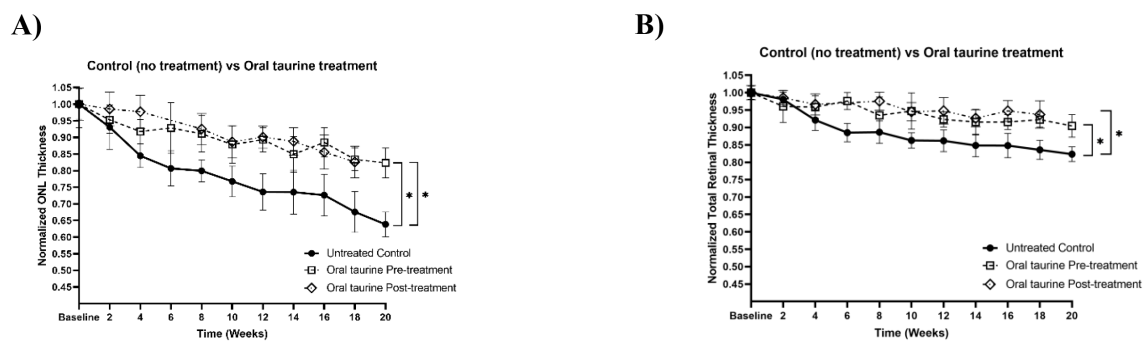 A)
Control (no treatment) vs Oral taurine treatment
Normalized ONL Thickness
1.05
1.00
0.95
0.90
0.85
0.80
0.75
0.70
0.65
0.60
0.55
0.50
0.45
* *
Untreated Control
Oral taurine Pre-treatment
Oral taurine Post-treatment
Baseline 2 4 6 8 10 12 14 16 18 20
Time (Weeks)
B)
Control (no treatment) vs Oral taurine treatment
Normalized Total Retinal Thickness
1.05
1.00
0.95
0.90
0.85
0.80
0.75
0.70
0.65
0.60
0.55
0.50
0.45
* *
Untreated Control
Oral taurine Pre-treatment
Oral taurine Post-treatment
Baseline 2 4 6 8 10 12 14 16 18 20
Time (Weeks)